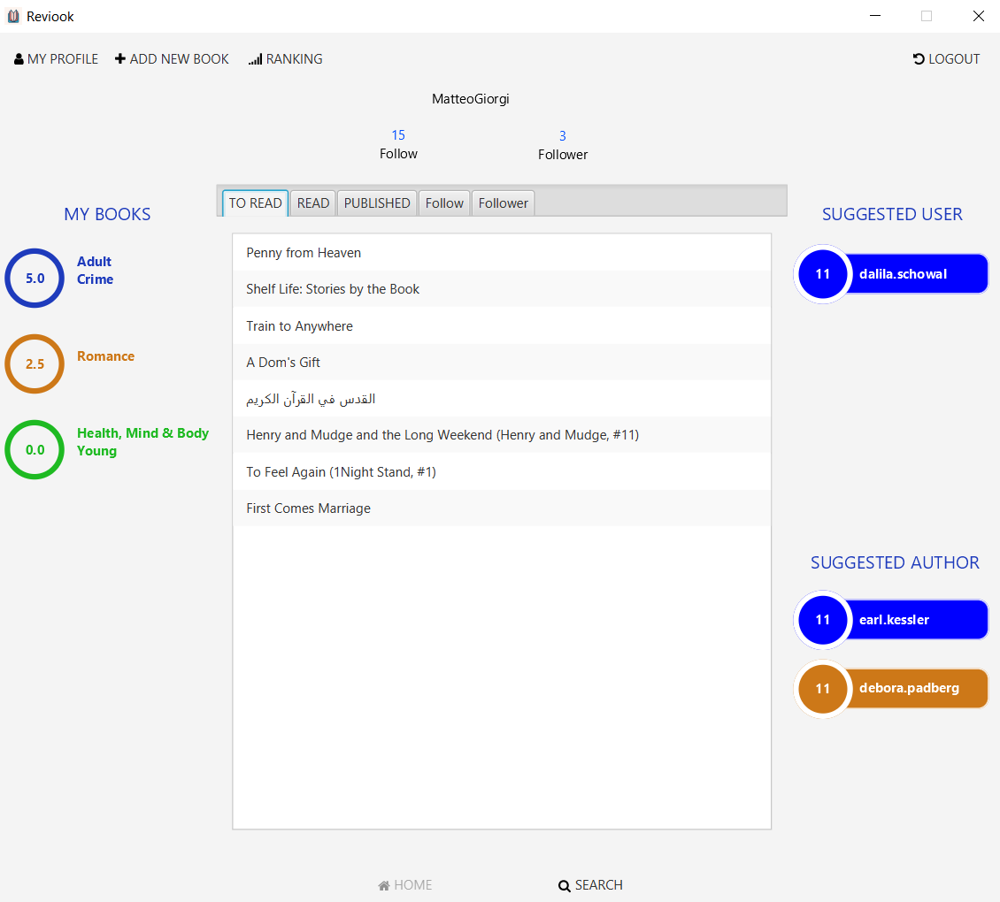 Reviook
MY PROFILE
ADD NEW BOOK
RANKING
LOGOUT
MatteoGiorgi
15
Follow
3
Follower
MY BOOKS
5.0
Adult
Crime
2.5
Romance
0.0
Health, Mind & Body
Young
TO READ
READ
PUBLISHED
Follow
Follower
Penny from Heaven
Shelf Life: Stories by the Book
Train to Anywhere
A Dom's Gift
القدس في القرآن الكريم
Henry and Mudge and the Long Weekend (Henry and Mudge, #11)
To Feel Again (1Night Stand, #1)
First Comes Marriage
SUGGESTED USER
11
dalila.schowal
SUGGESTED AUTHOR
11
earl.kessler
11
debora.padberg
HOME
SEARCH